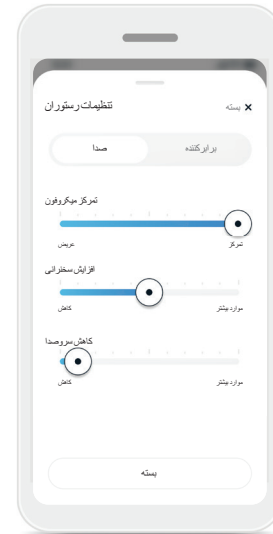 ✕ بسته
تنظیمات رستوران
برابرکننده
صدا
تمرکز میکروفون
تمرکز
عریض
افزایش سخنرانی
موارد بیشتر
کاهش
کاهش سروصدا
موارد بیشتر
کاهش
بسته